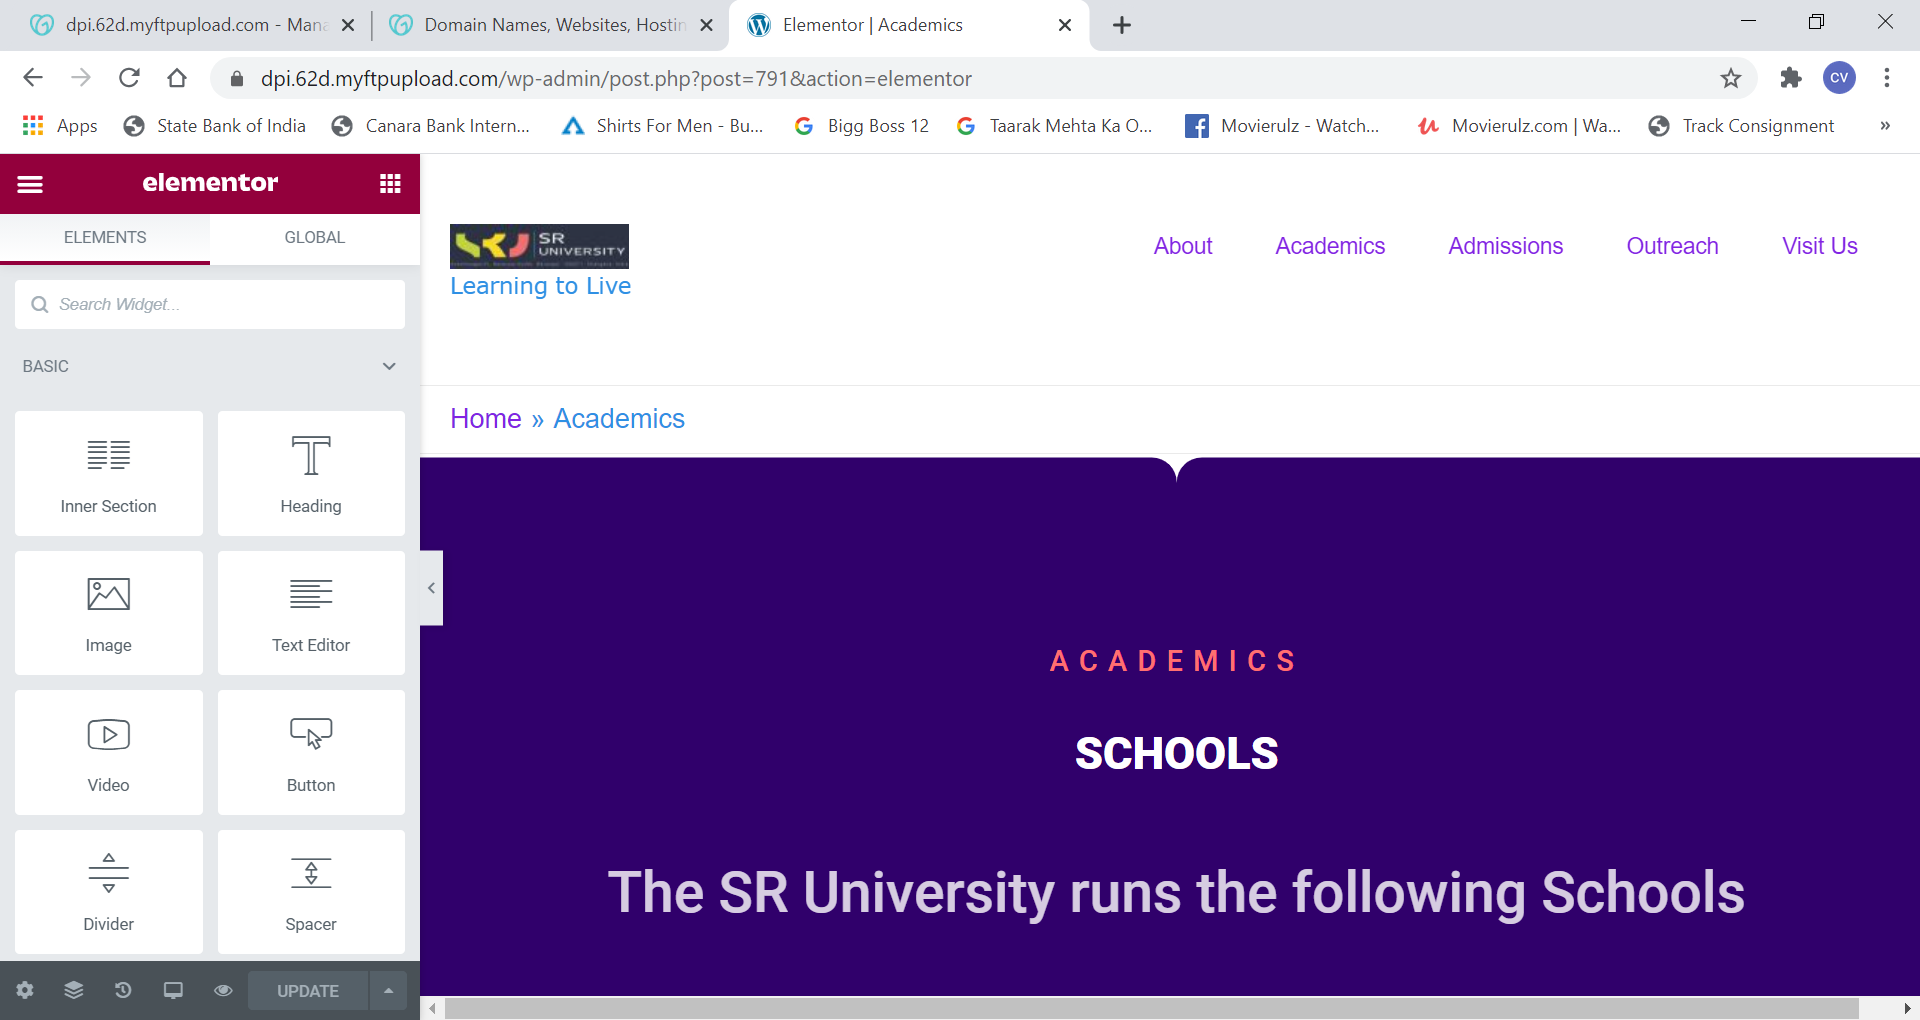 dpi.62d.myftpupload.com - Mana
Domain Names, Websites, Hostin
Elementor | Academics
dpi.62d.myftpupload.com/wp-admin/post.php?post=791&action=elementor
CV
Apps
State Bank of India
Canara Bank Intern...
Shirts For Men - Bu...
Bigg Boss 12
Taarak Mehta Ka O...
Movierulz - Watch...
Movierulz.com | Wa...
Track Consignment
»
elementor
ELEMENTS
GLOBAL
Search Widget...
BASIC
Inner Section
Heading
Image
Text Editor
Video
Button
Divider
Spacer
UPDATE
SR
UNIVERSITY
Learning to Live
About
Academics
Admissions
Outreach
Visit Us
Home » Academics
ACADEMICS
SCHOOLS
The SR University runs the following Schools